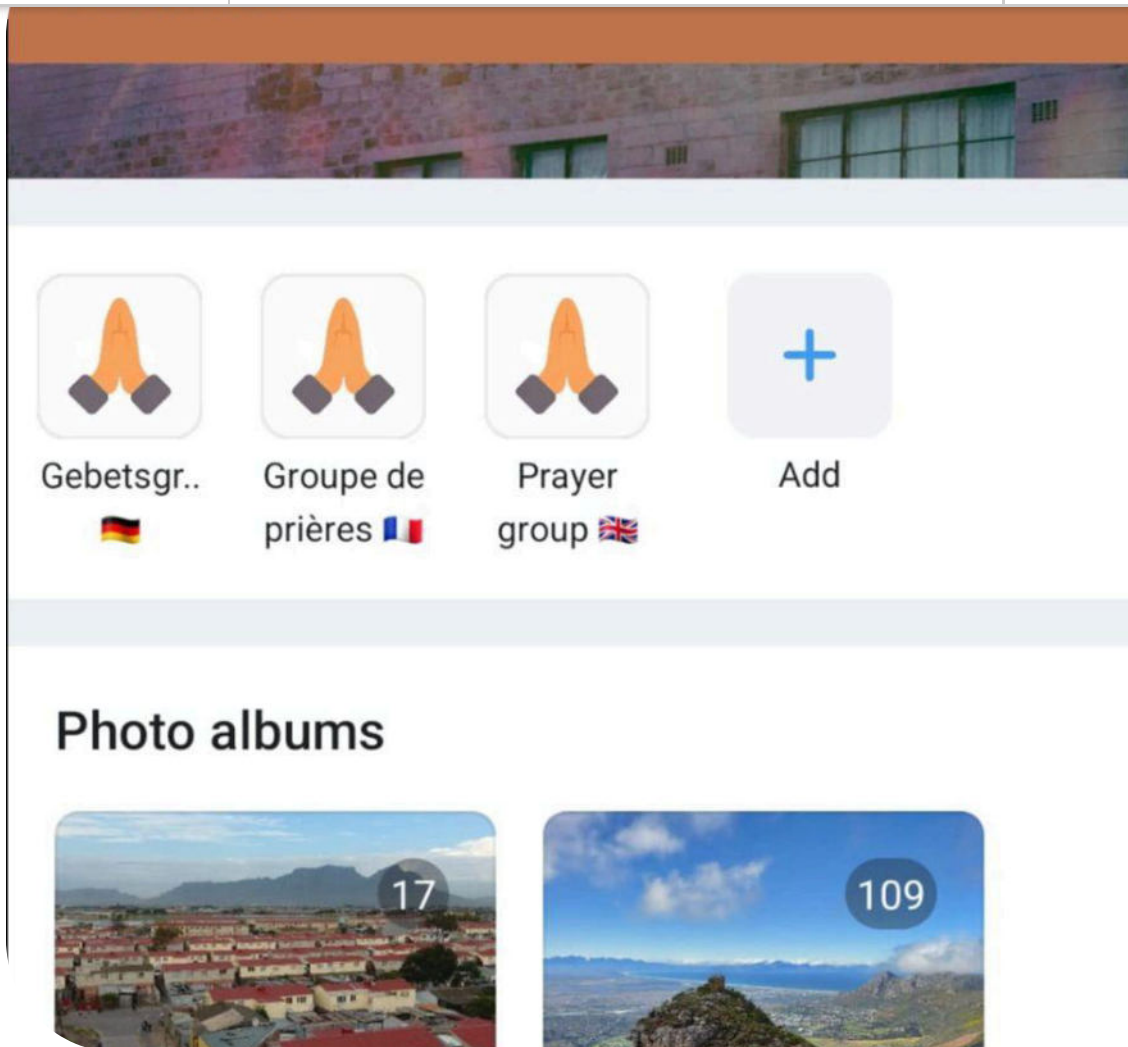 Gebetsgr..
🇩🇪
Groupe de
prières 🇫🇷
Prayer
group 🇬🇧
Add
Photo albums
17
109